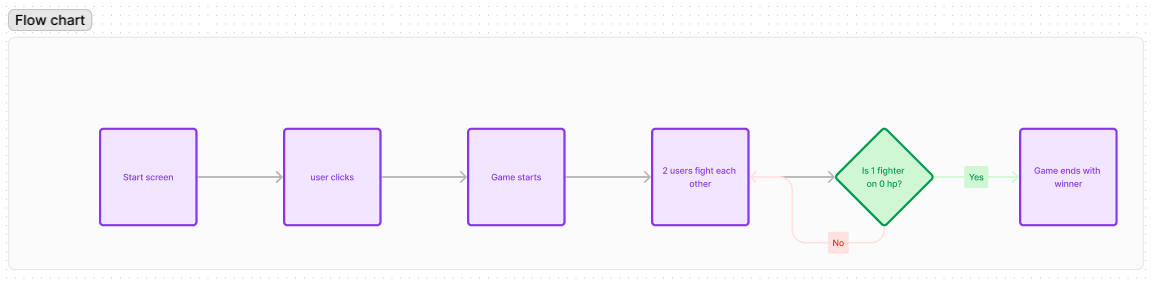 Flow chart
Start screen
user clicks
Game starts
2 users fight each
other
Is 1 fighter
on 0 hp?
Yes
Game ends with
winner
No